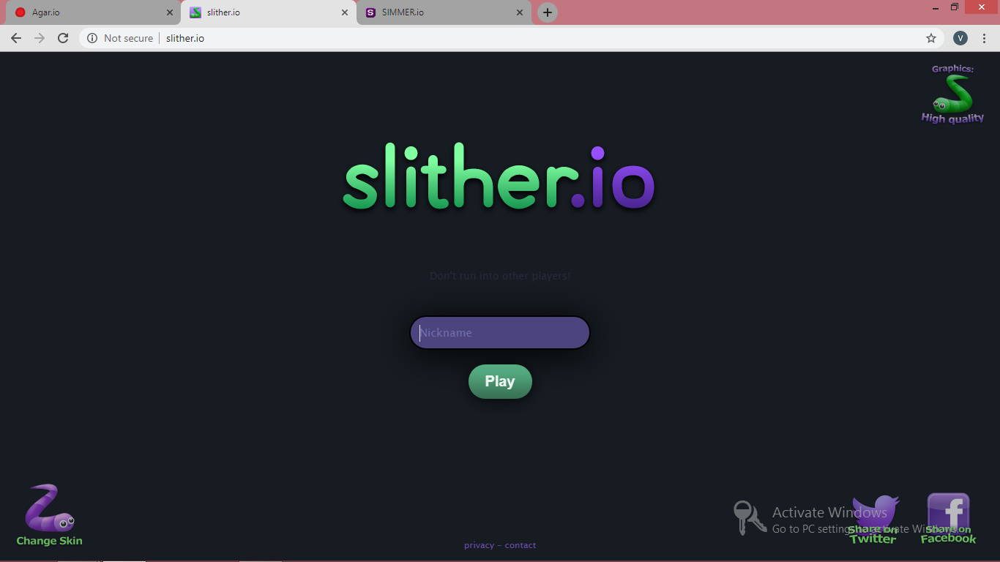 Agar.io
slither.io
SIMMER.io
Not secure
slither.io
V
Graphics:
High quality
slither.io
Don't run into other players!
Nickname
Play
Change Skin
Activate Windows
Go to PC settings to activate Windows.
Share on
Twitter
Share on
Facebook
privacy - contact